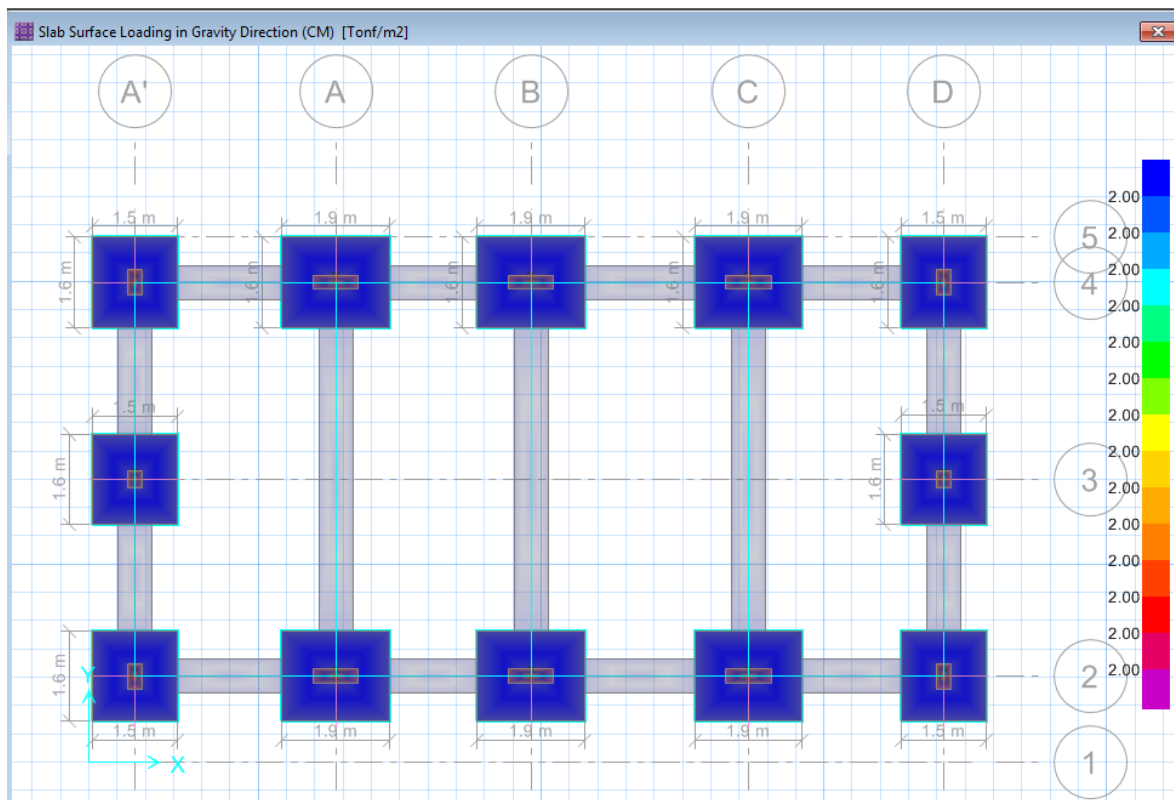 Slab Surface Loading in Gravity Direction (CM) [Tonf/m2]
A' A B C D
2.00
2.00
2.00
2.00
2.00
2.00
2.00
2.00
2.00
2.00
2.00
2.00
2.00
2.00
1.5 m 1.9 m 1.9 m 1.9 m 1.5 m
5
1.6 m 1.6 m 1.6 m 1.6 m 1.6 m
4
1.5 m 1.5 m
1.6 m 1.6 m
3
1.6 m
Y
2
1.5 m 1.9 m 1.9 m 1.9 m 1.5 m
X
1